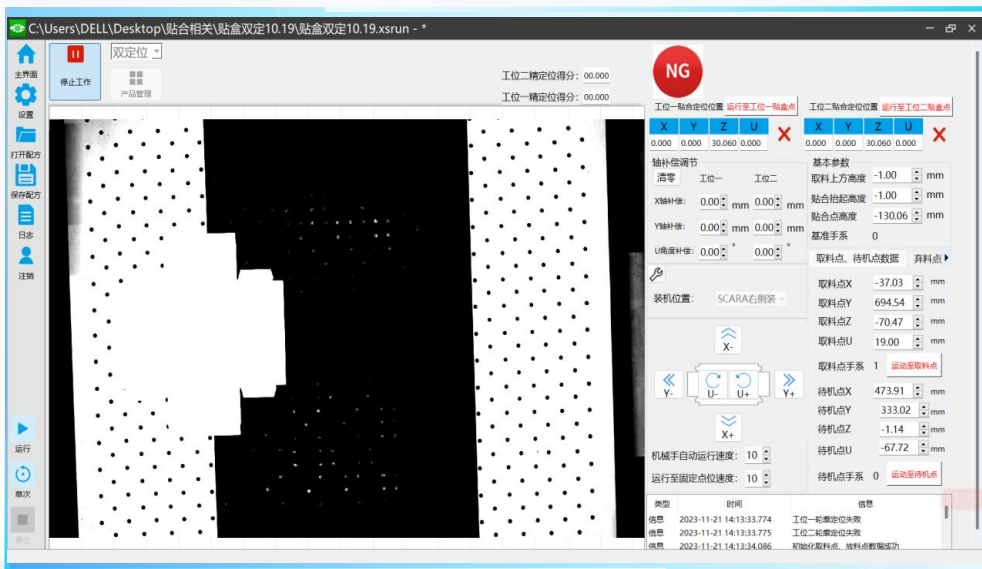 C:\Users\DELL\Desktop\贴合相关\贴盒双定10.19\贴盒双定10.19.xsrun - *
主界面
设置
打开配方
保存配方
日志
注销
运行
单次
停止
停止工作
双定位
产品管理
工位二精定位得分: 00.000
工位一精定位得分: 00.000
NG
工位一贴合定位位置 运行至工位一贴盒点
X Y Z U
0.000 0.000 30.060 0.000
工位二贴合定位位置 运行至工位二贴盒点
X Y Z U
0.000 0.000 30.060 0.000
轴补偿调节
清零 工位一 工位二
X轴补偿: 0.00 mm 0.00 mm
Y轴补偿: 0.00 mm 0.00 mm
U角度补偿: 0.00 ° 0.00 °
装机位置: SCARA右侧装
X-
Y- U- U+ Y+
X+
机械手自动运行速度: 10
运行至固定点位速度: 10
基本参数
取料上方高度 -1.00 mm
贴合抬起高度 -1.00 mm
贴合点高度 -130.06 mm
基准手系 0
取料点、待机点数据 弃料点
取料点X -37.03 mm
取料点Y 694.54 mm
取料点Z -70.47 mm
取料点U 19.00 mm
取料点手系 1 运动至取料点
待机点X 473.91 mm
待机点Y 333.02 mm
待机点Z -1.14 mm
待机点U -67.72 mm
待机点手系 0 运动至待机点
类型 时间 信息
信息 2023-11-21 14:13:33.774 工位一轮廓定位失败
信息 2023-11-21 14:13:33.775 工位二轮廓定位失败
信息 2023-11-21 14:13:34.086 初始化取料点、放料点数据成功